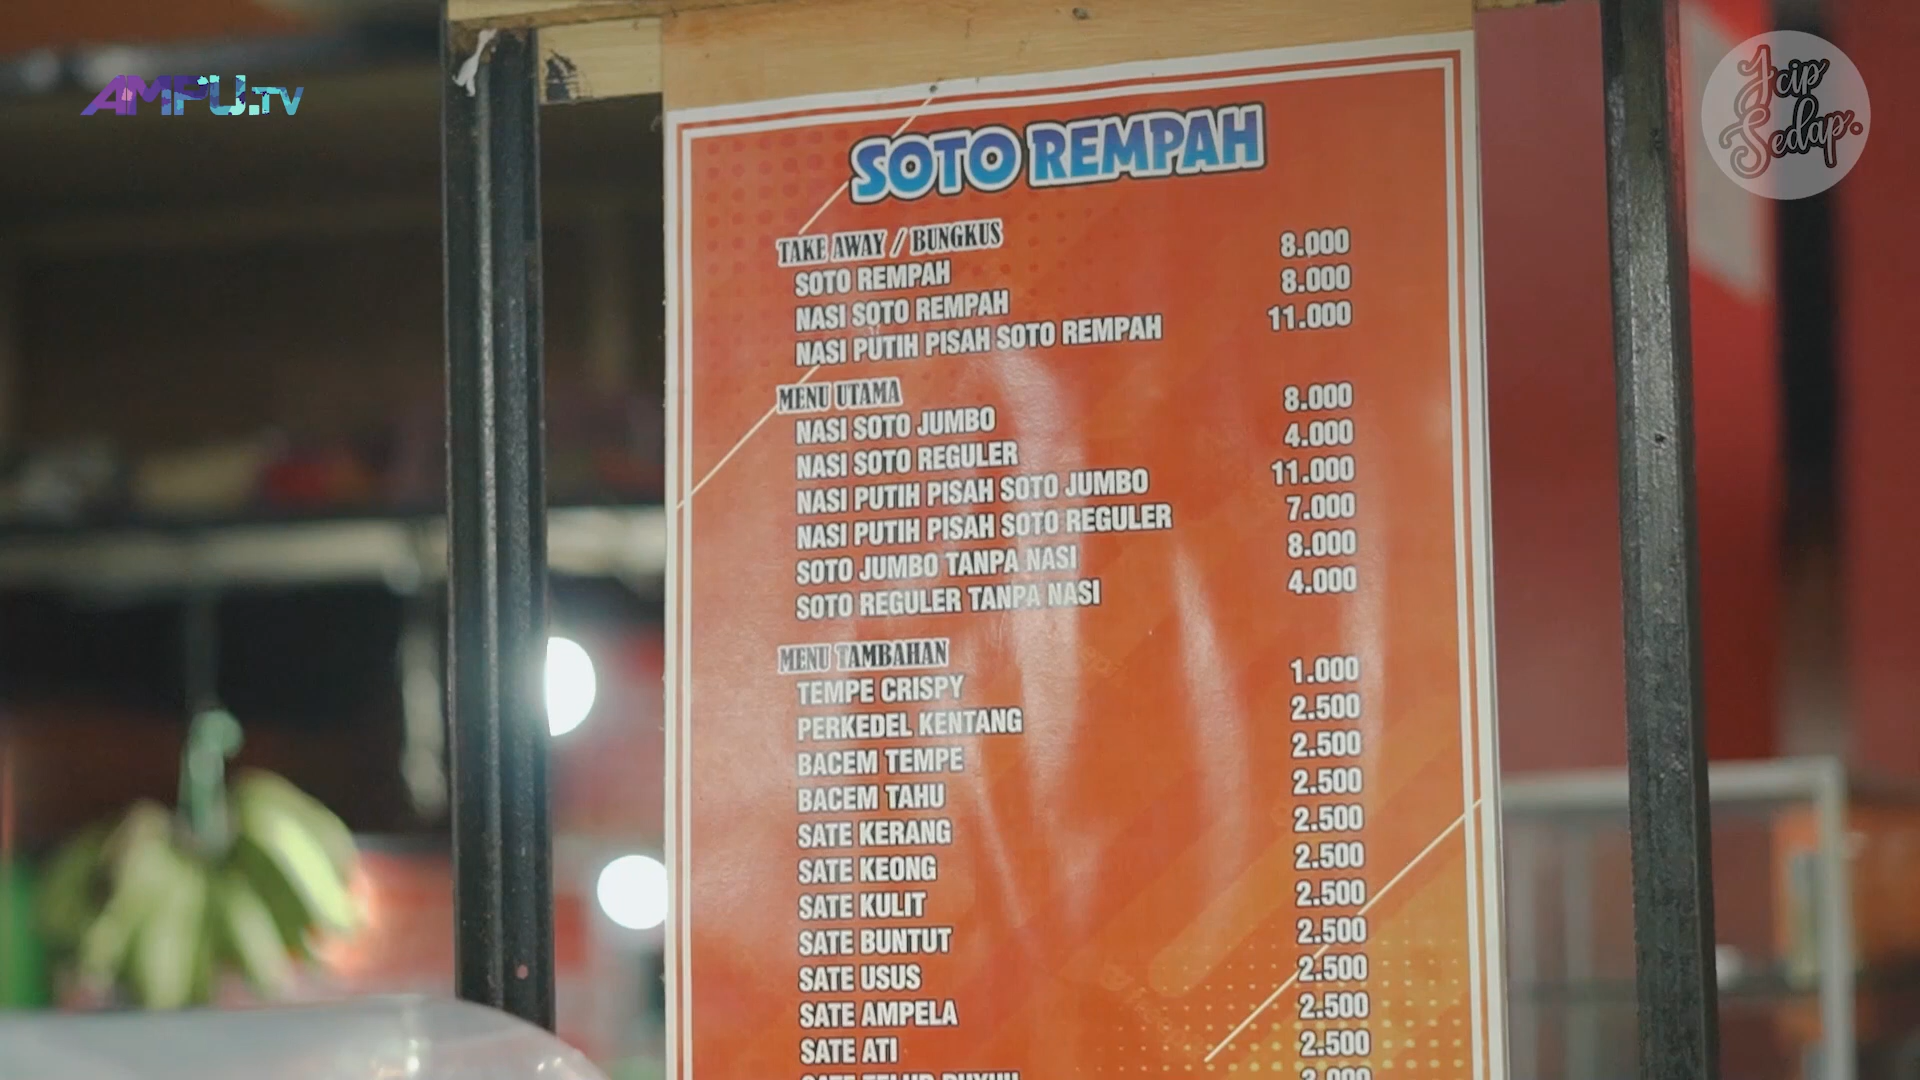 AMPU.TV
Icip Sedap.
SOTO REMPAH
TAKE AWAY / BUNGKUS
SOTO REMPAH 8.000
NASI SOTO REMPAH 8.000
NASI PUTIH PISAH SOTO REMPAH 11.000
MENU UTAMA
NASI SOTO JUMBO 8.000
NASI SOTO REGULER 4.000
NASI PUTIH PISAH SOTO JUMBO 11.000
NASI PUTIH PISAH SOTO REGULER 7.000
SOTO JUMBO TANPA NASI 8.000
SOTO REGULER TANPA NASI 4.000
MENU TAMBAHAN
TEMPE CRISPY 1.000
PERKEDEL KENTANG 2.500
BACEM TEMPE 2.500
BACEM TAHU 2.500
SATE KERANG 2.500
SATE KEONG 2.500
SATE KULIT 2.500
SATE BUNTUT 2.500
SATE USUS 2.500
SATE AMPELA 2.500
SATE ATI 2.500